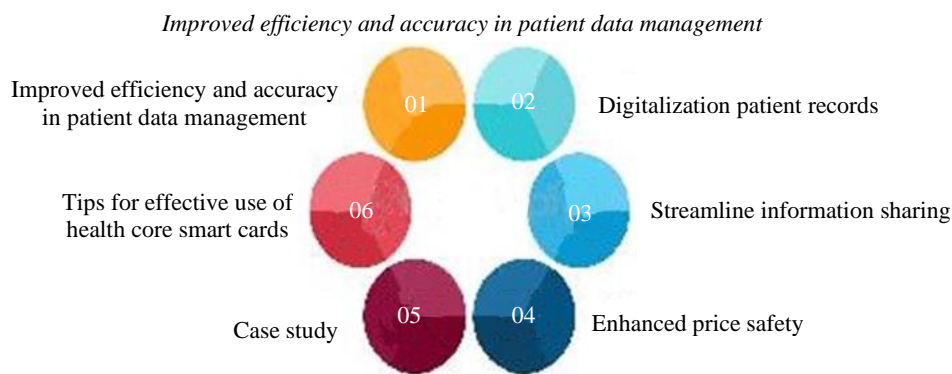 Improved efficiency and accuracy in patient data management
Improved efficiency and accuracy
in patient data management
01
02
Digitalization patient records
Tips for effective use of
health core smart cards
06
03
Streamline information sharing
Case study
05
04
Enhanced price safety